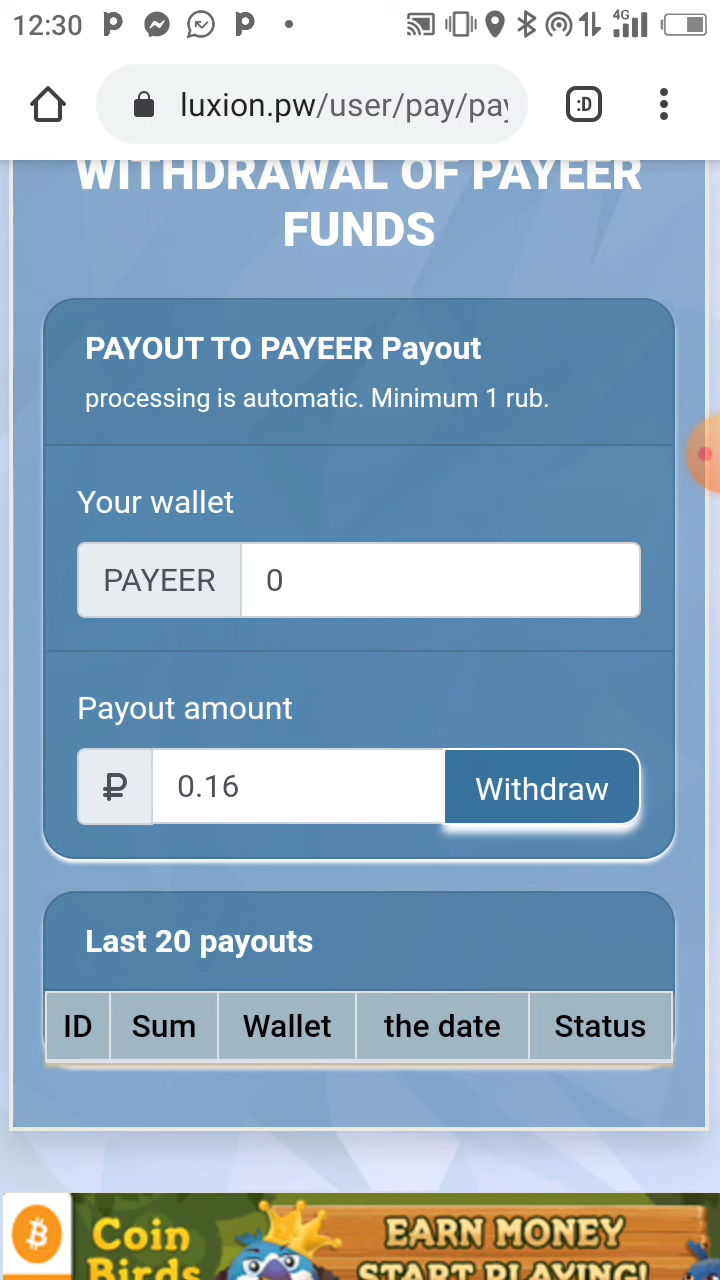 12:30
4G
luxion.pw/user/pay/pay
:D
WITHDRAWAL OF PAYEER
FUNDS
PAYOUT TO PAYEER Payout
processing is automatic. Minimum 1 rub.
Your wallet
PAYEER 0
Payout amount
₽ 0.16 Withdraw
Last 20 payouts
ID Sum Wallet the date Status
Coin EARN MONEY
Birds START PLAYING!